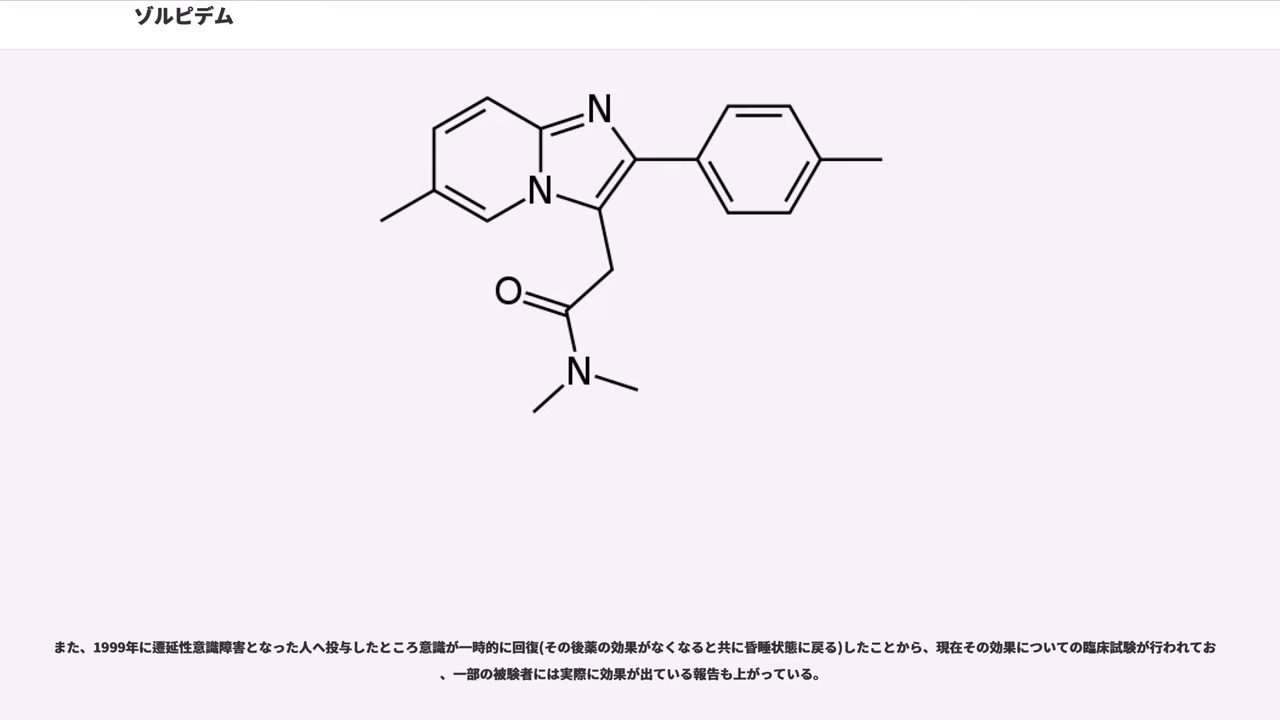 ゾルピデム
N
N
O
N
また、1999年に遷延性意識障害となった人へ投与したところ意識が一時的に回復(その後薬の効果がなくなると共に昏睡状態に戻る)したことから、現在その効果についての臨床試験が行われてお
、一部の被験者には実際に効果が出ている報告も上がっている。